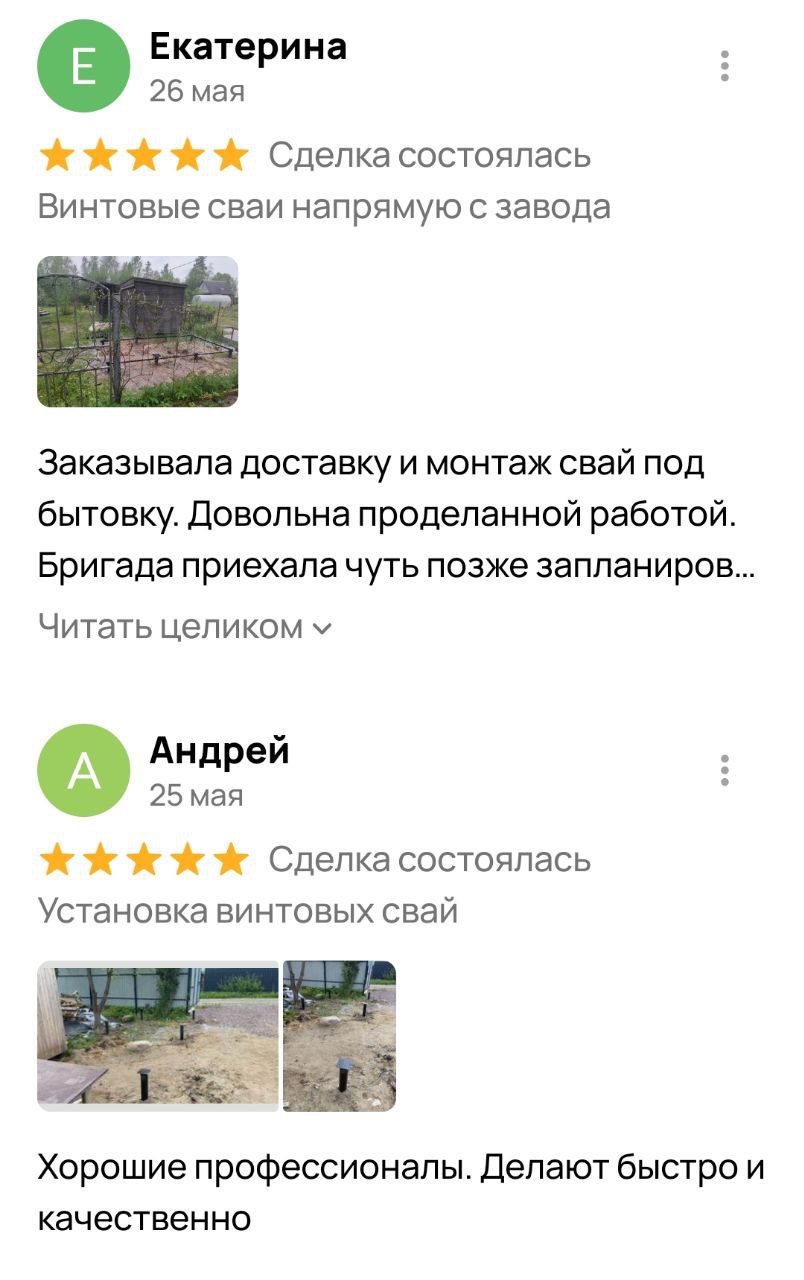 Е
Екатерина
26 мая
Сделка состоялась
Винтовые сваи напрямую с завода
Заказывала доставку и монтаж свай под
бытовку. Довольна проделанной работой.
Бригада приехала чуть позже запланиров...
Читать целиком
А
Андрей
25 мая
Сделка состоялась
Установка винтовых свай
Хорошие профессионалы. Делают быстро и
качественно